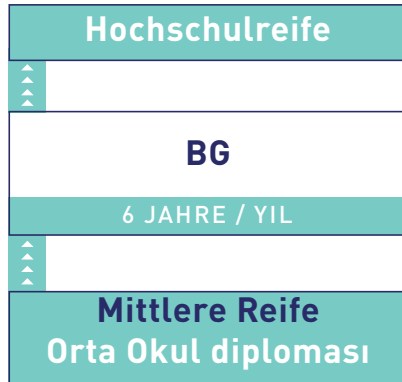 Hochschulreife
BG
6 JAHRE / YIL
Mittlere Reife
Orta Okul diploması